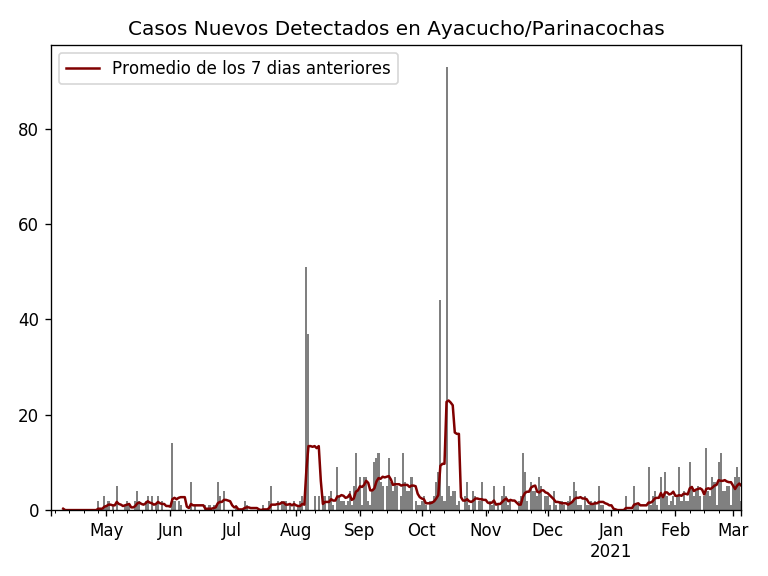 Casos Nuevos Detectados en Ayacucho/Parinacochas
Promedio de los 7 dias anteriores
80
60
40
20
0
May Jun Jul Aug Sep Oct Nov Dec Jan Feb Mar
2021